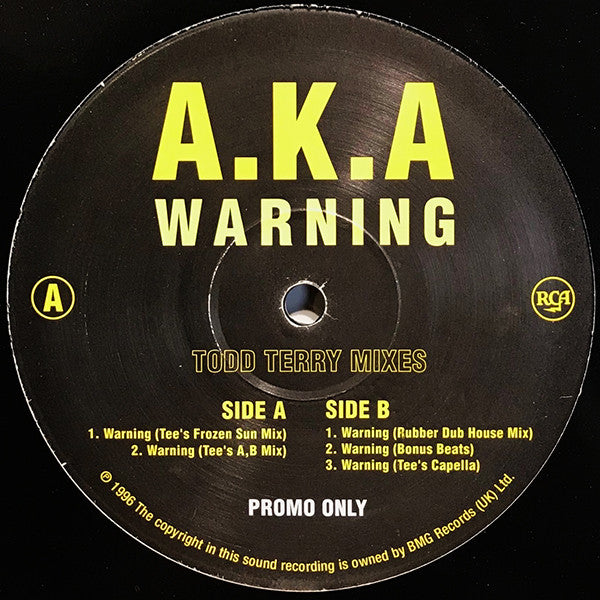 A.K.A
WARNING
A
RCA
TODD TERRY MIXES
SIDE A
1. Warning (Tee's Frozen Sun Mix)
2. Warning (Tee's A,B Mix)
SIDE B
1. Warning (Rubber Dub House Mix)
2. Warning (Bonus Beats)
3. Warning (Tee's Capella)
PROMO ONLY
℗ 1996 The copyright in this sound recording is owned by BMG Records (UK) Ltd.